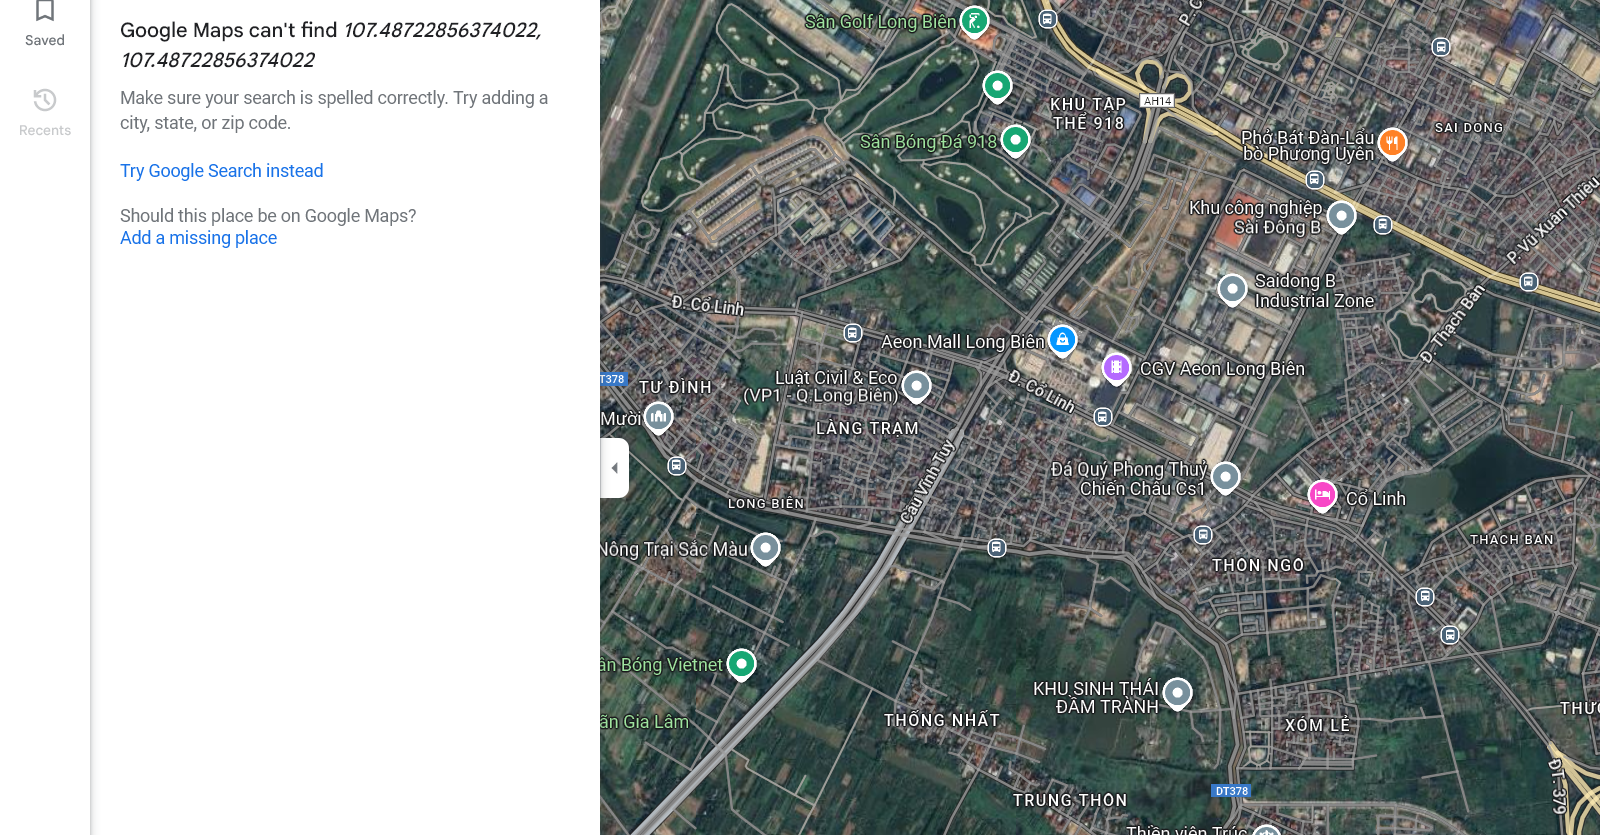 Saved
Recents
Google Maps can't find 107.48722856374022,
107.48722856374022
Make sure your search is spelled correctly. Try adding a
city, state, or zip code.
Try Google Search instead
Should this place be on Google Maps?
Add a missing place
Sân Golf Long Biên
AH14
KHU TẬP
THỂ 918
Sân Bóng Đá 918
Phở Bát Đàn-Lẩu
bò Phương Uyên
SAI DONG
Khu công nghiệp
Sài Đồng B
P. Vũ Xuân Thiều
Saidong B
Industrial Zone
Đ. Thạch Bàn
Đ. Cổ Linh
Aeon Mall Long Biên
CGV Aeon Long Biên
Đ. Cổ Linh
T378
TƯ ĐÌNH
Luật Civil & Eco
(VP1 - Q.Long Biên)
Mười
LÀNG TRẠM
Cầu Vĩnh Tuy
Đá Quý Phong Thuỷ
Chiến Châu Cs1
Cổ Linh
LONG BIÊN
Nông Trại Sắc Màu
THẠCH BÀN
THÔN NGÔ
ân Bóng Vietnet
KHU SINH THÁI
ĐẦM TRÀNH
ãn Gia Lâm
THỐNG NHẤT
XÓM LẺ
THƯỢ
ĐT. 379
DT378
TRUNG THÔN
Thiền viện Trúc